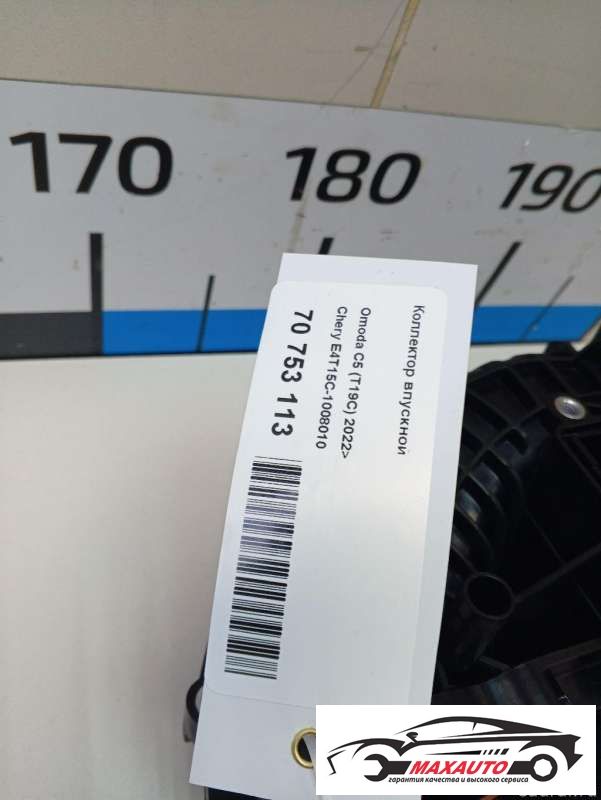 170 180 190
Коллектор впускной
Omoda C5 (T19C) 2022>
Chery E4T15C-1008010
70 753 113
MAXAUTO
гарантия качества и высокого сервиса